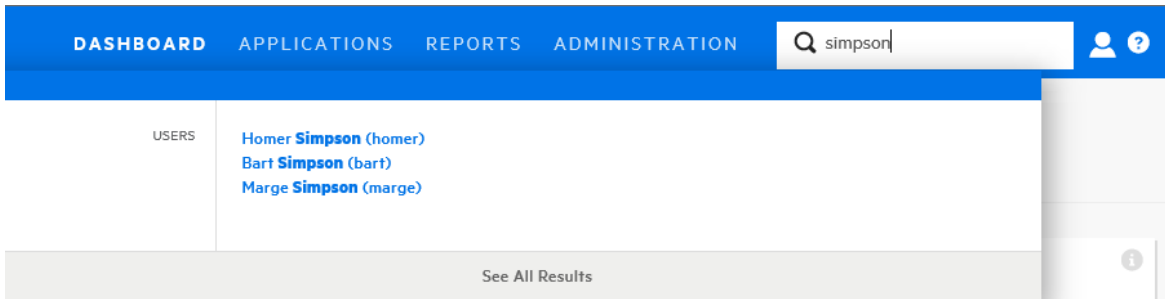 DASHBOARD APPLICATIONS REPORTS ADMINISTRATION simpson ?
USERS
Homer Simpson (homer)
Bart Simpson (bart)
Marge Simpson (marge)
See All Results